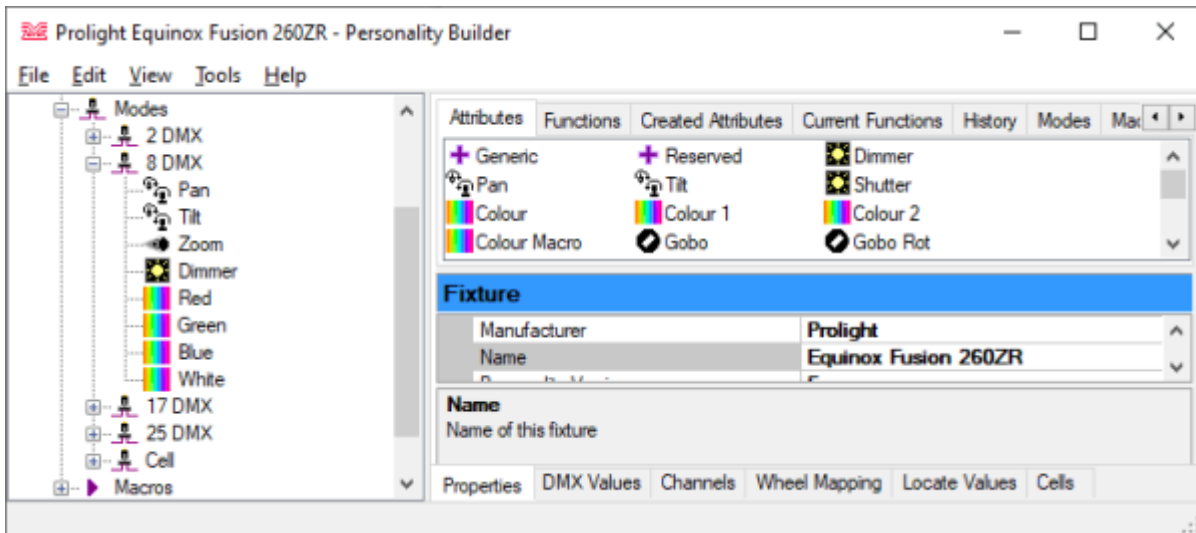 Prolight Equinox Fusion 260ZR - Personality Builder
File Edit View Tools Help
Modes
2 DMX
8 DMX
Pan
Tilt
Zoom
Dimmer
Red
Green
Blue
White
17 DMX
25 DMX
Cell
Macros
Attributes Functions Created Attributes Current Functions History Modes
Generic Reserved Dimmer
Pan Tilt Shutter
Colour Colour 1 Colour 2
Colour Macro Gobo Gobo Rot
Fixture
Manufacturer Prolight
Name Equinox Fusion 260ZR
Name
Name of this fixture
Properties DMX Values Channels Wheel Mapping Locate Values Cells